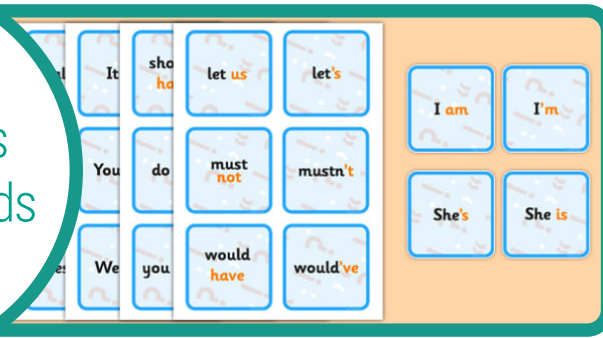 let us
let's
must
not
mustn't
would
have
would've
I am
I'm
She's
She is
It
You
do
We
you